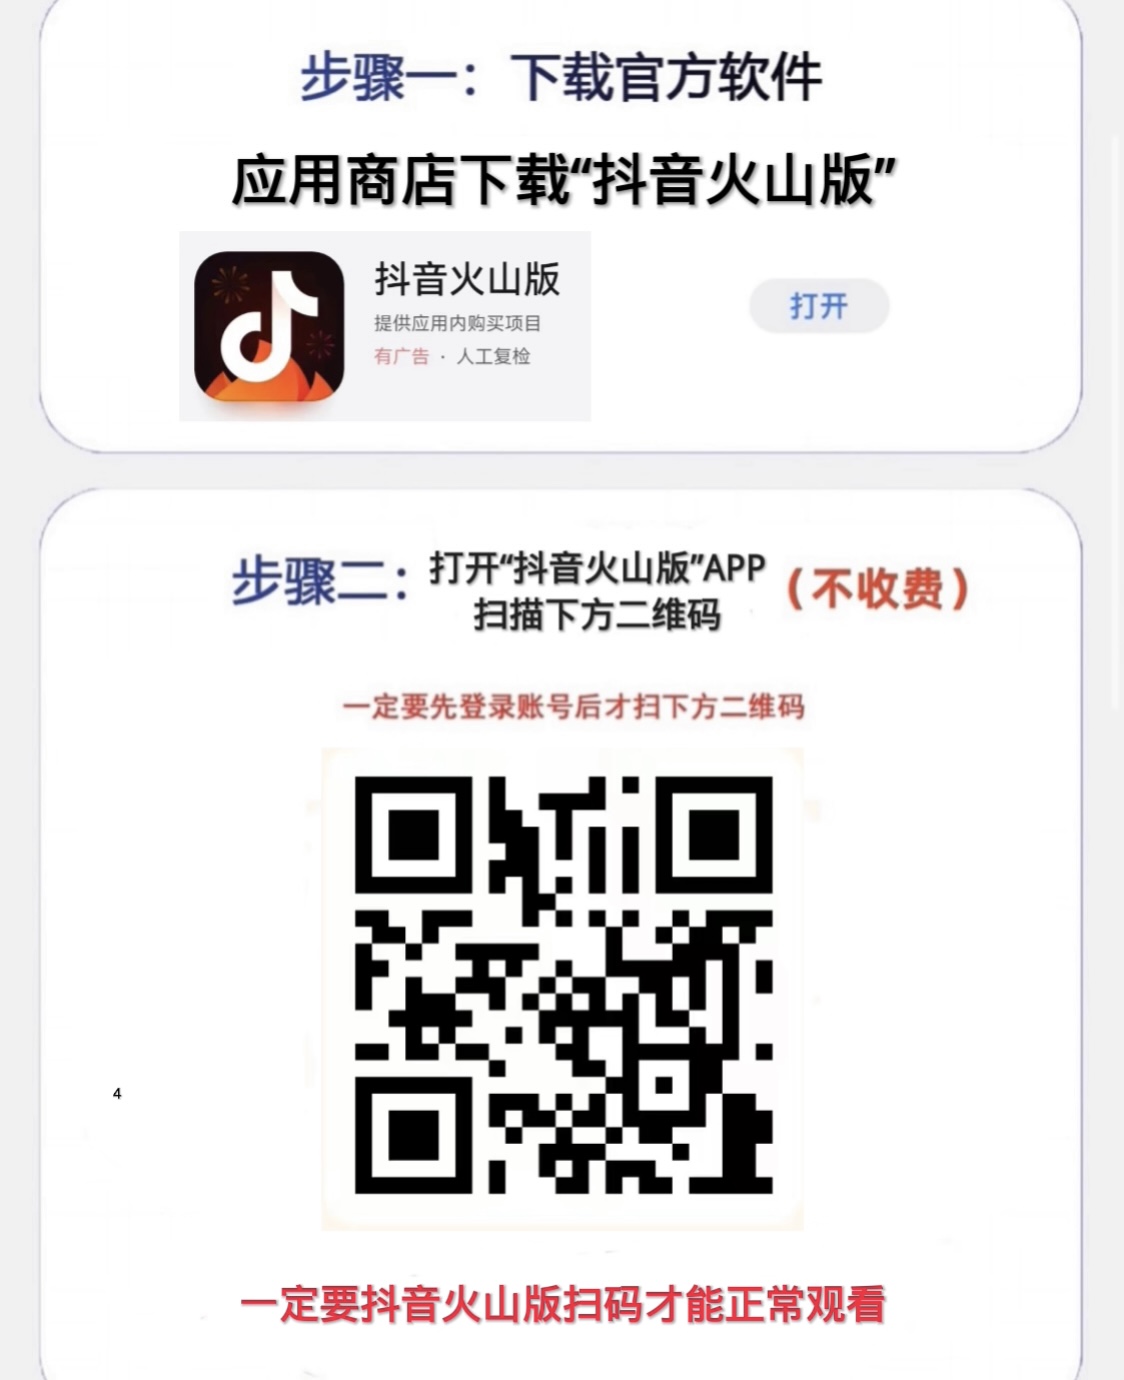 步骤一：下载官方软件
应用商店下载“抖音火山版”
抖音火山版
提供应用内购买项目
有广告 · 人工复检
打开
步骤二：打开“抖音火山版”APP
扫描下方二维码
（不收费）
一定要先登录账号后才扫下方二维码
4
一定要抖音火山版扫码才能正常观看